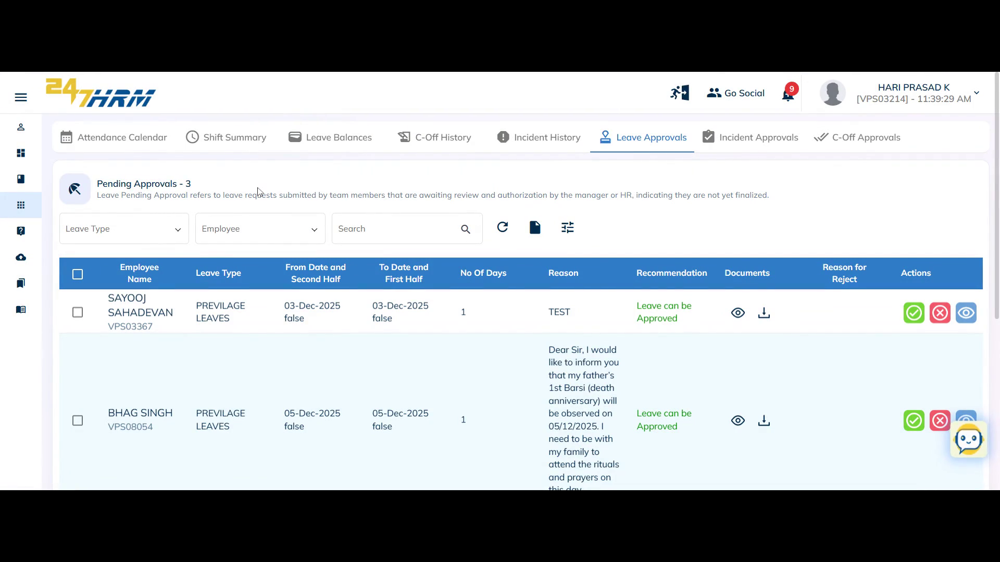 247HRM
Go Social
9
HARI PRASAD K
[VPS03214] - 11:39:29 AM
Attendance Calendar
Shift Summary
Leave Balances
C-Off History
Incident History
Leave Approvals
Incident Approvals
C-Off Approvals
Pending Approvals - 3
Leave Pending Approval refers to leave requests submitted by team members that are awaiting review and authorization by the manager or HR, indicating they are not yet finalized.
Leave Type
Employee
Search
Employee
Name
Leave Type
From Date and
Second Half
To Date and
First Half
No Of Days
Reason
Recommendation
Documents
Reason for
Reject
Actions
SAYOOJ
SAHADEVAN
VPS03367
PREVILAGE
LEAVES
03-Dec-2025
false
03-Dec-2025
false
1
TEST
Leave can be
Approved
BHAG SINGH
VPS08054
PREVILAGE
LEAVES
05-Dec-2025
false
05-Dec-2025
false
1
Dear Sir, I would
like to inform you
that my father's
1st Barsi (death
anniversary) will
be observed on
05/12/2025. I
need to be with
my family to
attend the rituals
and prayers on
this day
Leave can be
Approved